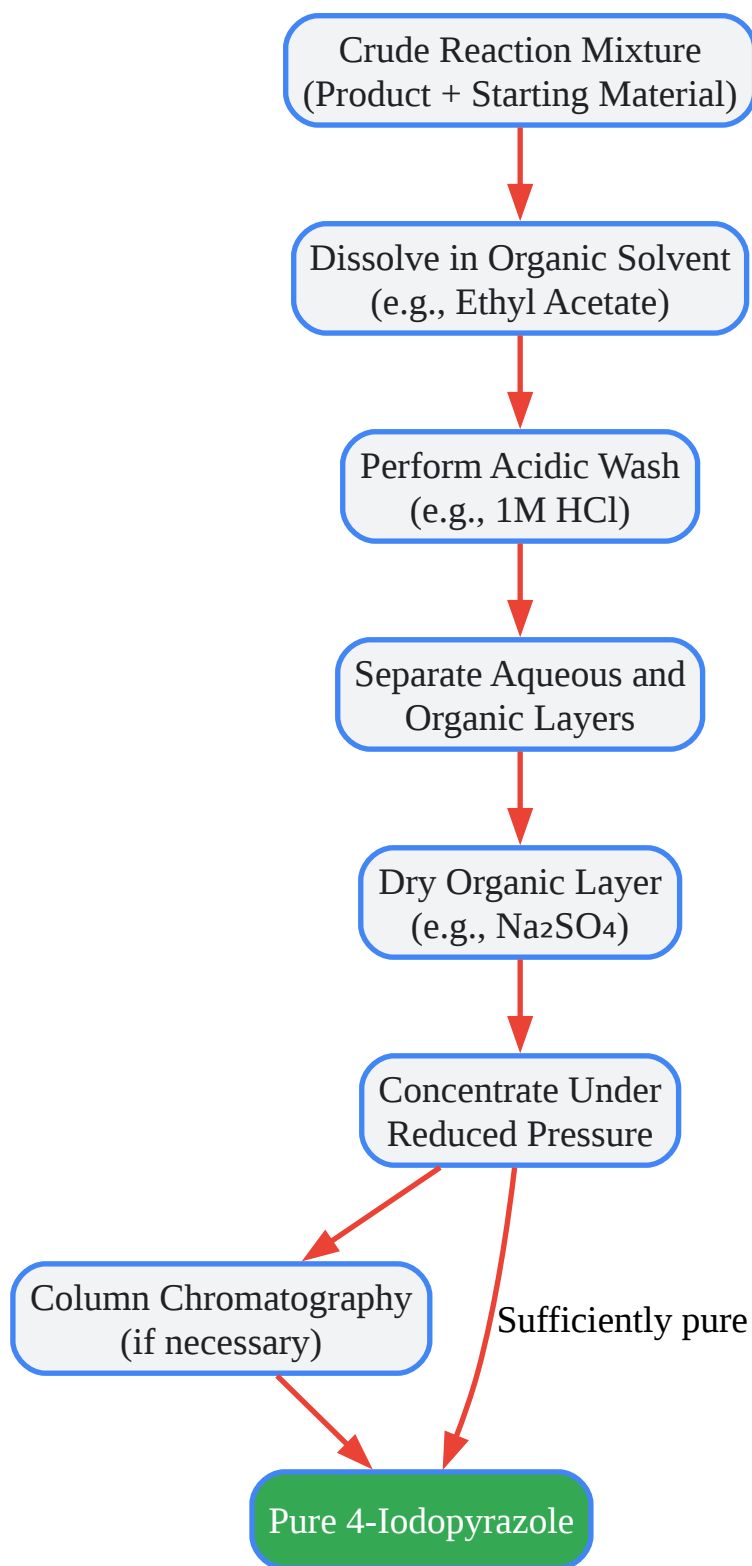 Crude Reaction Mixture
(Product + Starting Material)
Dissolve in Organic Solvent
(e.g., Ethyl Acetate)
Perform Acidic Wash
(e.g., 1M HCl)
Separate Aqueous and
Organic Layers
Dry Organic Layer
(e.g., Na₂SO₄)
Concentrate Under
Reduced Pressure
Column Chromatography
(if necessary)
Sufficiently pure
Pure 4-Iodopyrazole